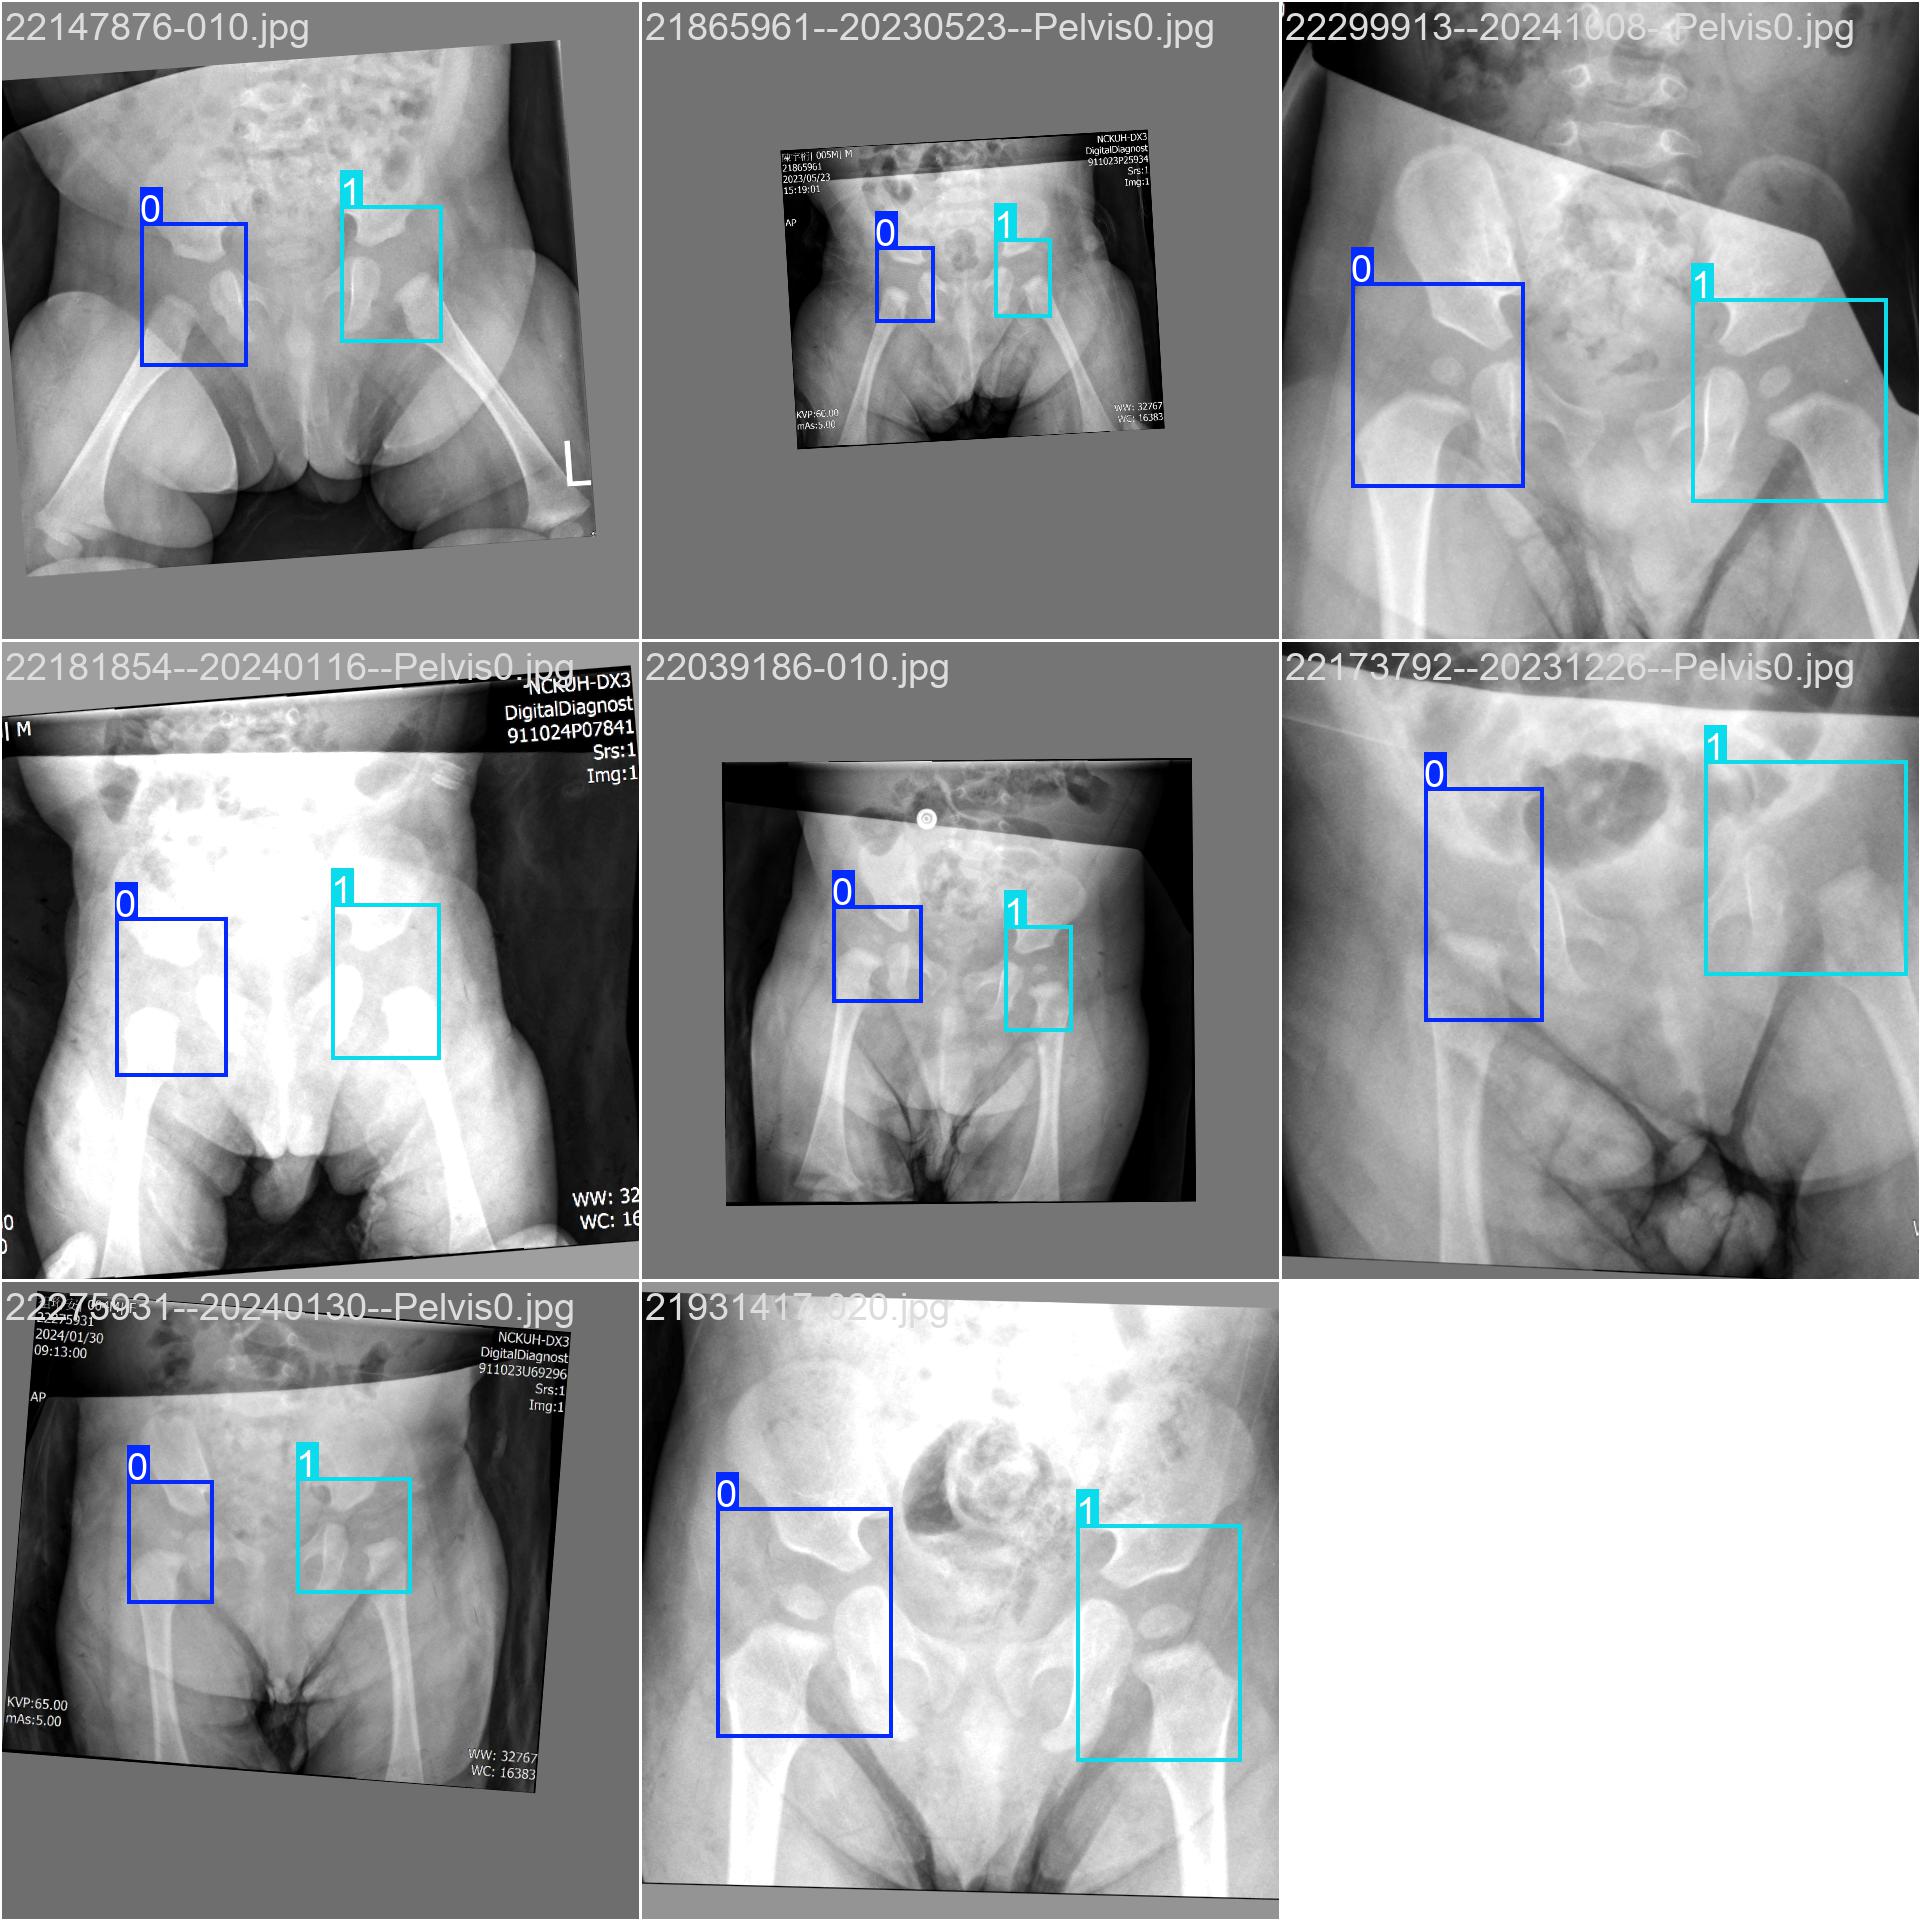 22147876-010.jpg
0
1
L
21865961--20230523--Pelvis0.jpg
005M| M
21865961
2023/05/23
15:19:01
AP
NCKUH-DX3
DigitalDiagnost
911023P25934
Srs:1
Img:1
0
1
KVP:60.00
mAs:5.00
WW: 32767
WC: 16383
22299913--20241008--Pelvis0.jpg
0
1
22181854--20240116--Pelvis0.jpg
| M
NCKUH-DX3
DigitalDiagnost
911024P07841
Srs:1
Img:1
0
1
WW: 32
WC: 16
22039186-010.jpg
0
1
22173792--20231226--Pelvis0.jpg
0
1
22275931--20240130--Pelvis0.jpg
22275931
2024/01/30
09:13:00
AP
NCKUH-DX3
DigitalDiagnost
911023U69296
Srs:1
Img:1
0
1
KVP:65.00
mAs:5.00
WW: 32767
WC: 16383
21931417-020.jpg
0
1